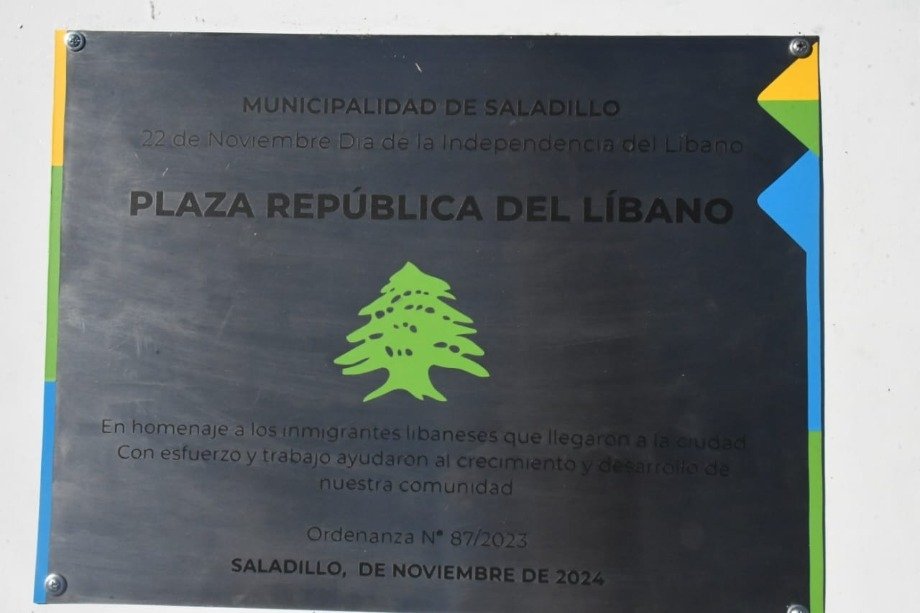 MUNICIPALIDAD DE SALADILLO
22 de Noviembre Dia de la Independencia del Líbano
PLAZA REPÚBLICA DEL LÍBANO
En homenaje a los inmigrantes libaneses que llegaron a la ciudad
Con esfuerzo y trabajo ayudaron al crecimiento y desarrollo de
nuestra comunidad
Ordenanza N° 87/2023
SALADILLO, DE NOVIEMBRE DE 2024